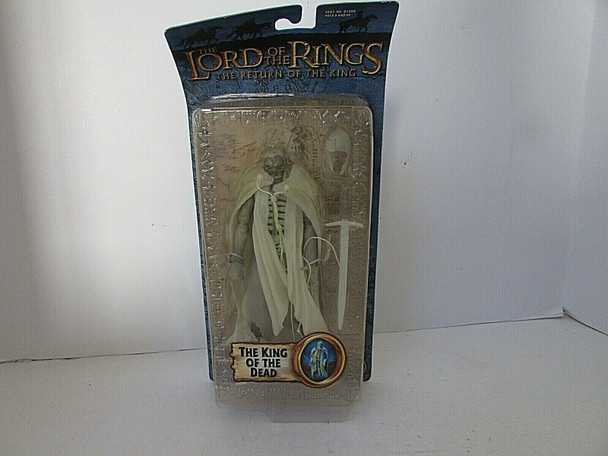 THE LORD OF THE RINGS
THE RETURN OF THE KING
THE KING
OF THE
DEAD